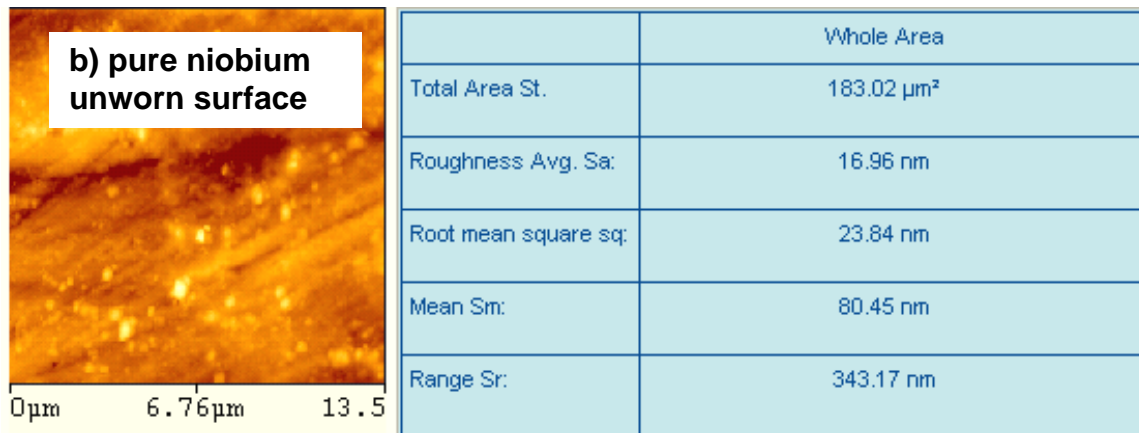 b) pure niobium
unworn surface
0µm 6.76µm 13.5
Whole Area
Total Area St. 183.02 µm²
Roughness Avg. Sa: 16.96 nm
Root mean square sq: 23.84 nm
Mean Sm: 80.45 nm
Range Sr: 343.17 nm